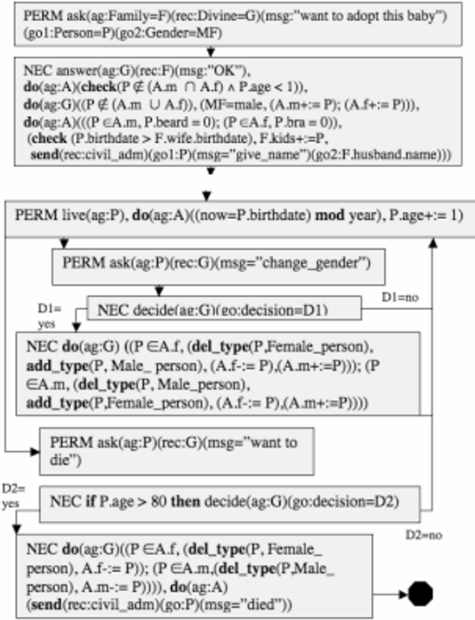 PERM ask(ag:Family=F)(rec:Divine=G)(msg:"want to adopt this baby")
(go1:Person=P)(go2:Gender=MF)
NEC answer(ag:G)(rec:F)(msg:"OK"),
do(ag:A)(check(P ∉ (A.m ∩ A.f) ∧ P.age < 1)),
do(ag:G)((P ∉ (A.m ∪ A.f)), (MF=male, (A.m+:= P); (A.f+:= P))),
do(ag:A)(((P ∈A.m, P.beard = 0); (P ∈A.f, P.bra = 0)),
(check (P.birthdate > F.wife.birthdate), F.kids+:=P,
send(rec:civil_adm)(go1:P)(msg="give_name")(go2:F.husband.name)))
PERM live(ag:P), do(ag:A)((now=P.birthdate) mod year), P.age+:= 1)
PERM ask(ag:P)(rec:G)(msg="change_gender")
D1=
yes
NEC decide(ag:G)(go:decision=D1)
D1=no
NEC do(ag:G) ((P ∈A.f, (del_type(P,Female_person),
add_type(P, Male_ person), (A.f-:= P),(A.m+:=P))); (P
∈A.m, (del_type(P, Male_person),
add_type(P,Female_person), (A.f-:= P),(A.m+:=P))))
PERM ask(ag:P)(rec:G)(msg="want to
die")
D2=
yes
NEC if P.age > 80 then decide(ag:G)(go:decision=D2)
D2=no
NEC do(ag:G)((P ∈A.f, (del_type(P, Female_
person), A.f-:= P)); (P ∈A.m,(del_type(P,Male_
person), A.m-:= P)))), do(ag:A)
(send(rec:civil_adm)(go:P)(msg="died"))